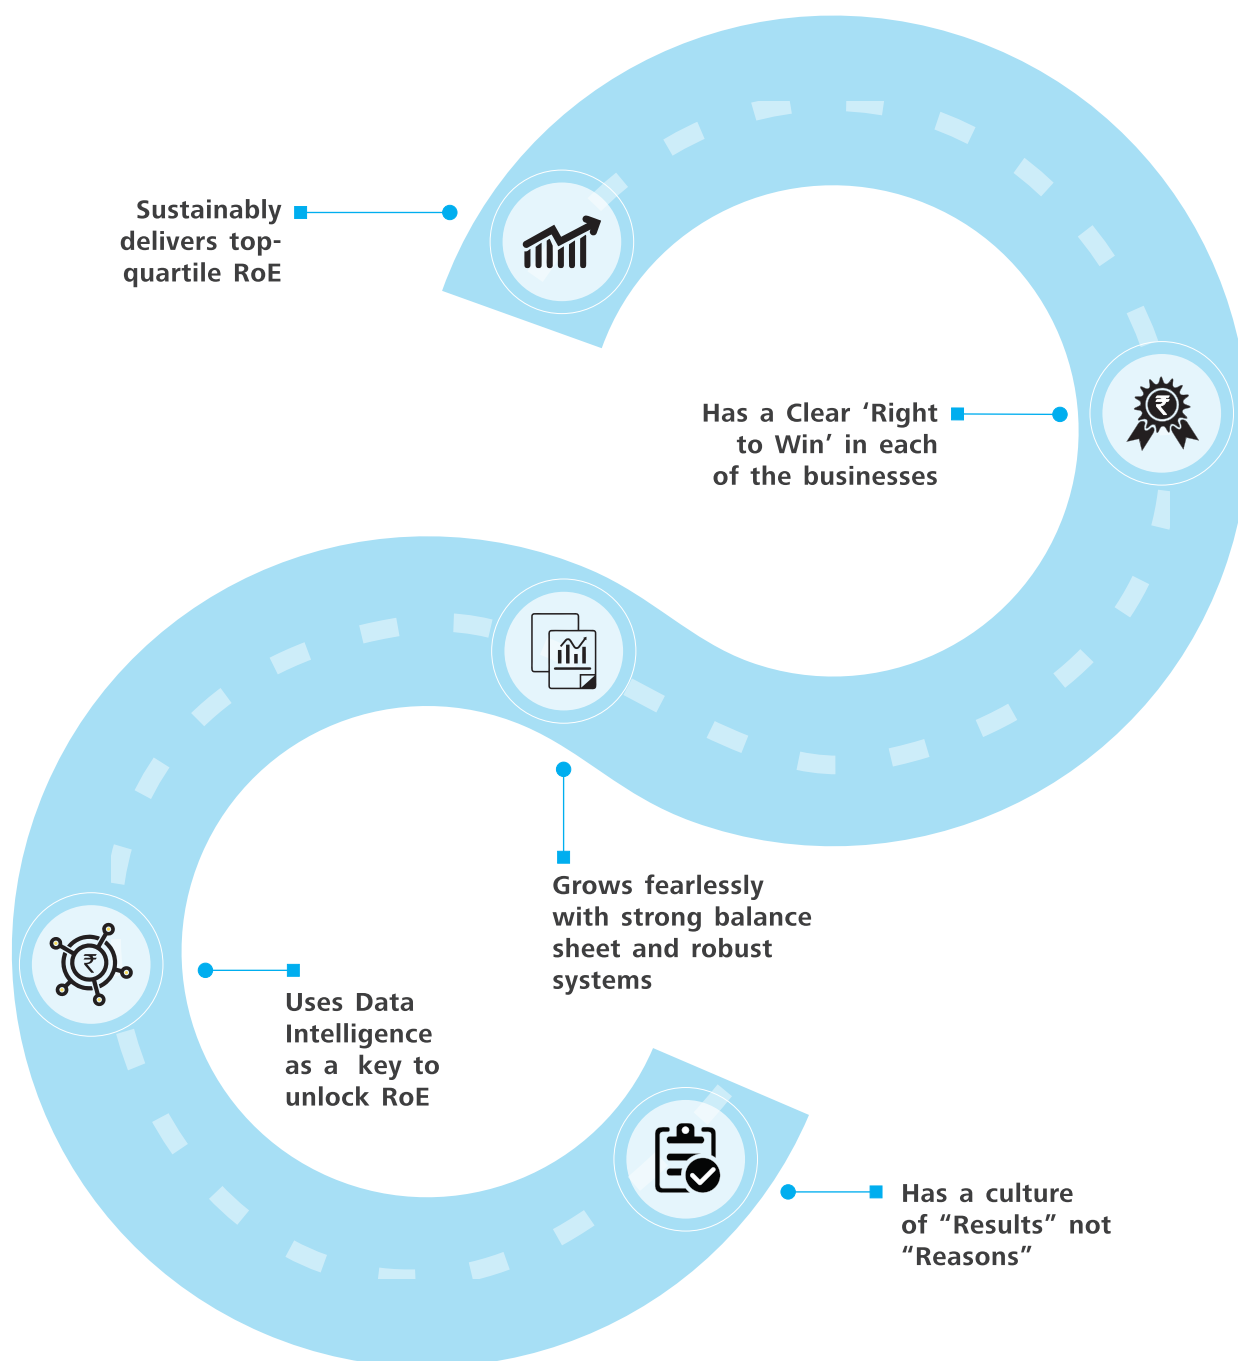 Sustainably
delivers top-
quartile RoE
Has a Clear ‘Right
to Win’ in each
of the businesses
Grows fearlessly
with strong balance
sheet and robust
systems
Uses Data
Intelligence
as a key to
unlock RoE
Has a culture
of “Results” not
“Reasons”
₹
₹